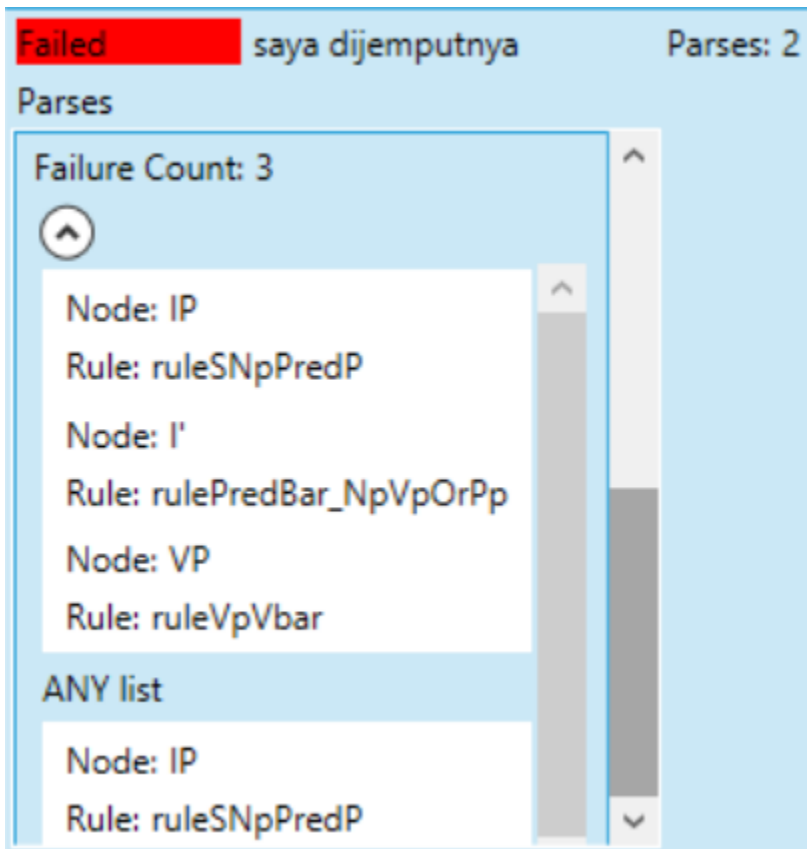 Failed saya dijemputnya Parses: 2
Parses
Failure Count: 3
Node: IP
Rule: ruleSNpPredP
Node: I'
Rule: rulePredBar_NpVpOrPp
Node: VP
Rule: ruleVpVbar
ANY list
Node: IP
Rule: ruleSNpPredP